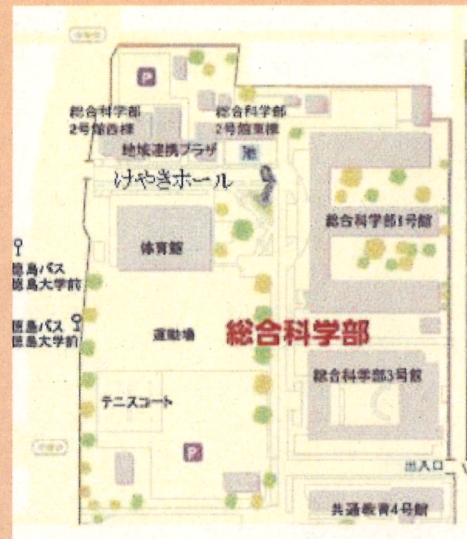 P
総合科学部
2号館西棟
総合科学部
2号館東棟
地域連携プラザ
池
けやきホール
総合科学部1号館
体育館
徳島バス
徳島大学前
徳島バス
徳島大学前
運動場
総合科学部
総合科学部3号館
テニスコート
P
出入口
共通教育4号館